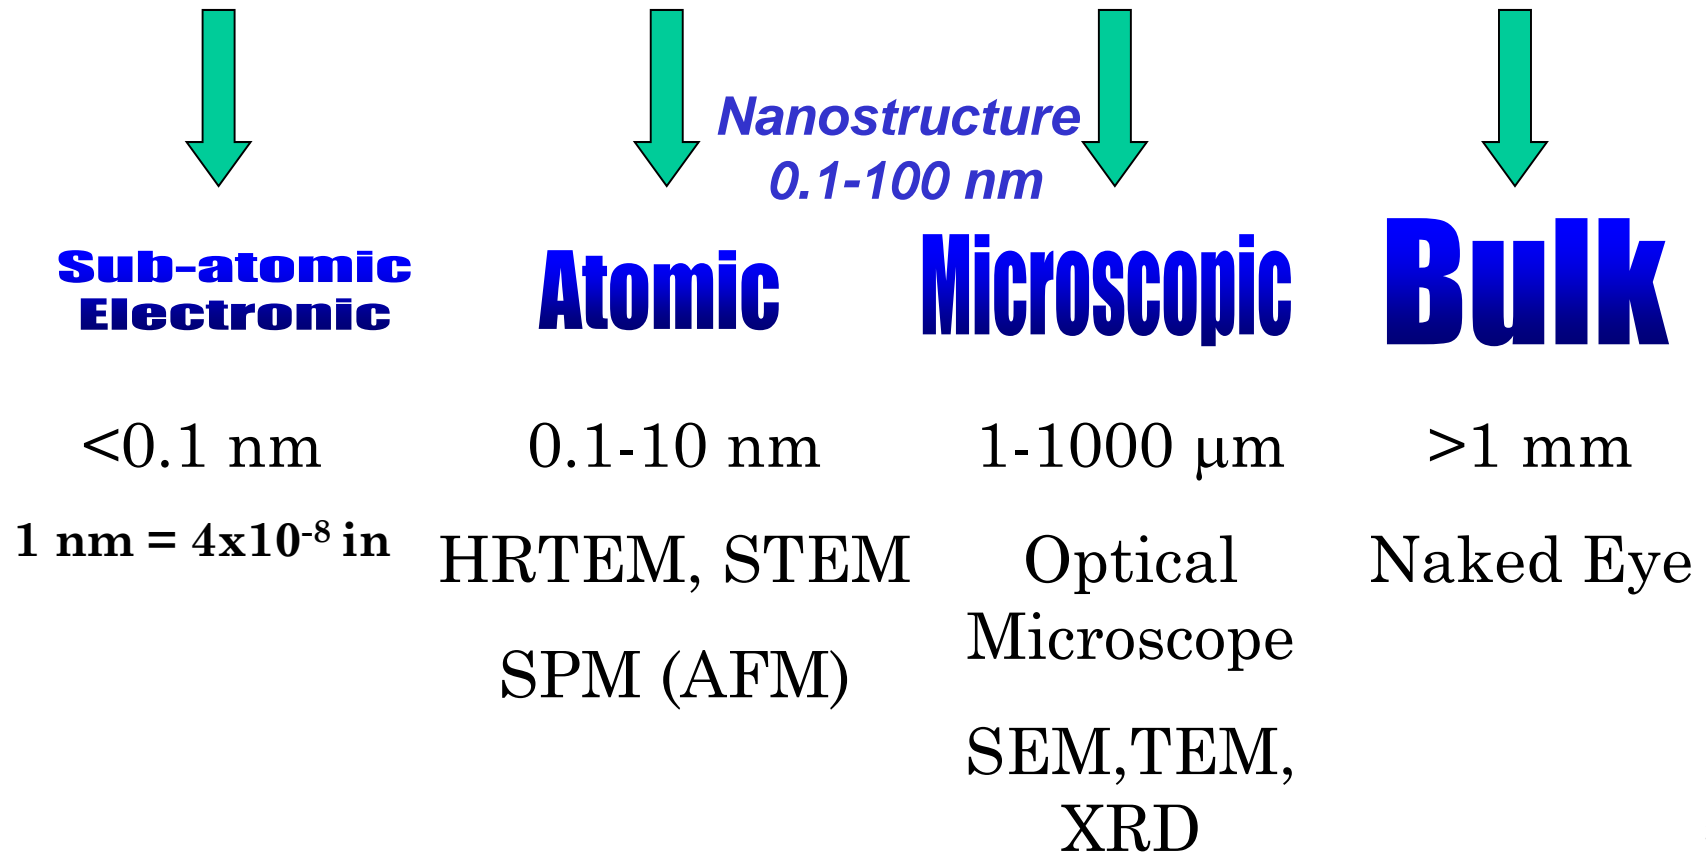 Nanostructure
0.1-100 nm
Sub-atomic
Electronic
<0.1 nm
1 nm = 4x10⁻⁸ in
Atomic
0.1-10 nm
HRTEM, STEM
SPM (AFM)
Microscopic
1-1000 μm
Optical
Microscope
SEM,TEM,
XRD
Bulk
>1 mm
Naked Eye